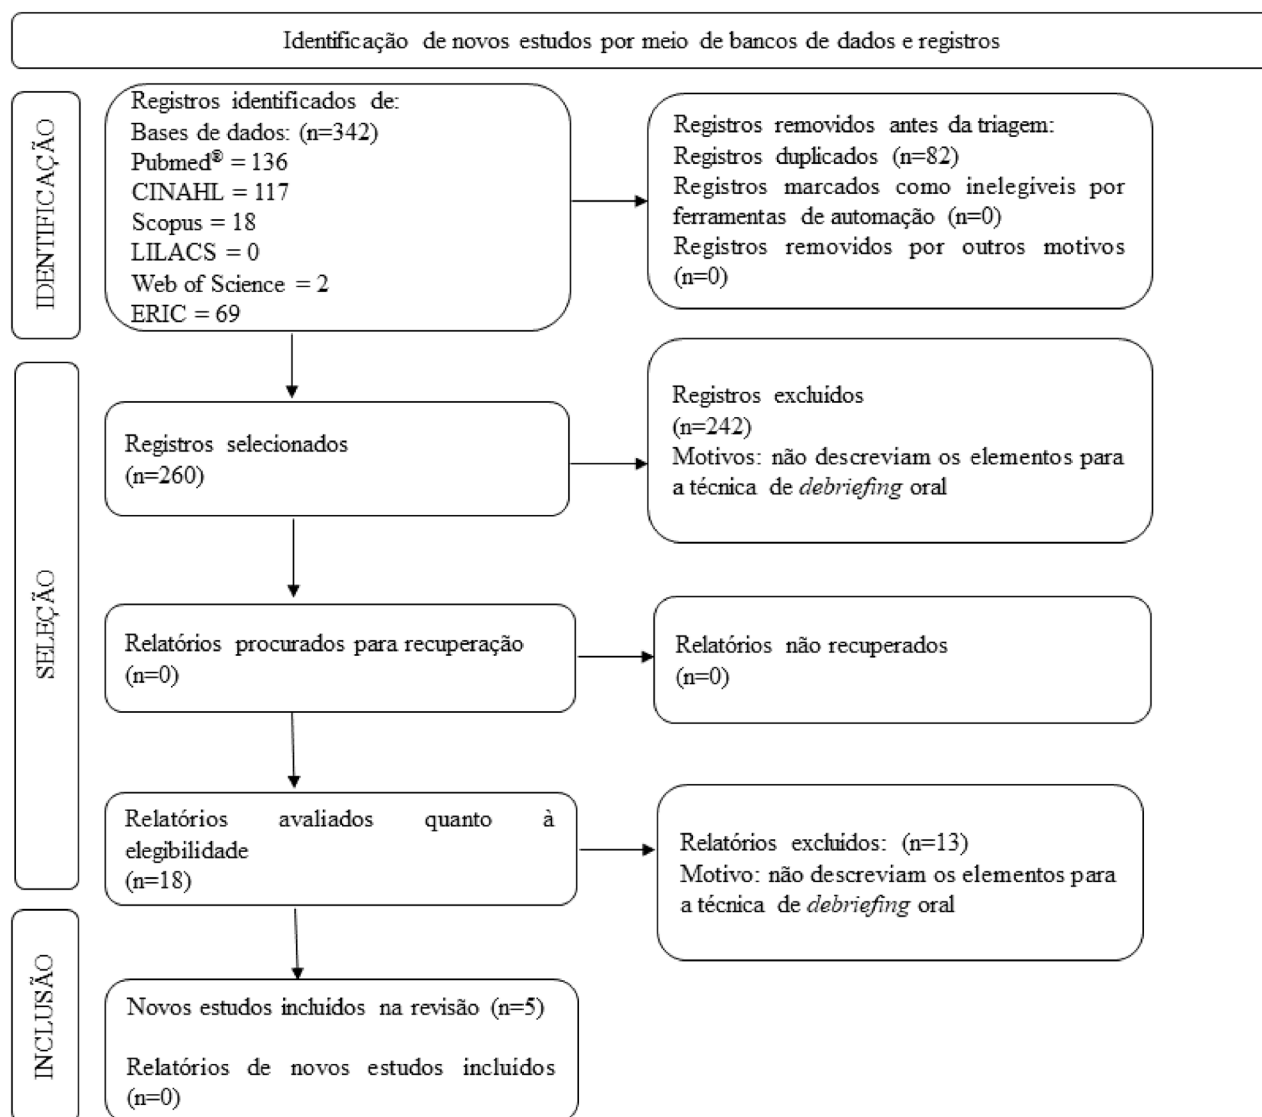 Identificação de novos estudos por meio de bancos de dados e registros
IDENTIFICAÇÃO
Registros identificados de:
Bases de dados: (n=342)
Pubmed® = 136
CINAHL = 117
Scopus = 18
LILACS = 0
Web of Science = 2
ERIC = 69
Registros removidos antes da triagem:
Registros duplicados (n=82)
Registros marcados como inelegíveis por
ferramentas de automação (n=0)
Registros removidos por outros motivos
(n=0)
SELEÇÃO
Registros selecionados
(n=260)
Registros excluídos
(n=242)
Motivos: não descreviam os elementos para
a técnica de debriefing oral
Relatórios procurados para recuperação
(n=0)
Relatórios não recuperados
(n=0)
Relatórios avaliados quanto à
elegibilidade
(n=18)
Relatórios excluídos: (n=13)
Motivo: não descreviam os elementos para
a técnica de debriefing oral
INCLUSÃO
Novos estudos incluídos na revisão (n=5)
Relatórios de novos estudos incluídos
(n=0)